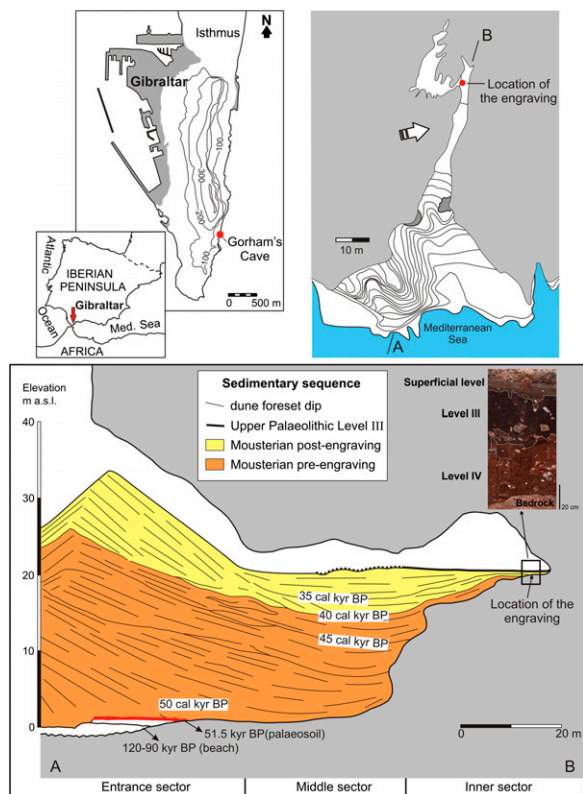 Isthmus
N
Gibraltar
100
300
200
100
Gorham's
Cave
500 m
Atlantic
Ocean
IBERIAN
PENINSULA
Gibraltar
Med. Sea
AFRICA
B
Location of
the engraving
10 m
Mediterranean
Sea
A
Elevation
m a.s.l.
40
30
20
10
0
Sedimentary sequence
dune foreset dip
Upper Palaeolithic Level III
Mousterian post-engraving
Mousterian pre-engraving
Superficial level
Level III
Level IV
20 cm
Bedrock
Location of the
engraving
35 cal kyr BP
40 cal kyr BP
45 cal kyr BP
50 cal kyr BP
51.5 kyr BP(palaeosoil)
120-90 kyr BP (beach)
0
20 m
A
B
Entrance sector
Middle sector
Inner sector